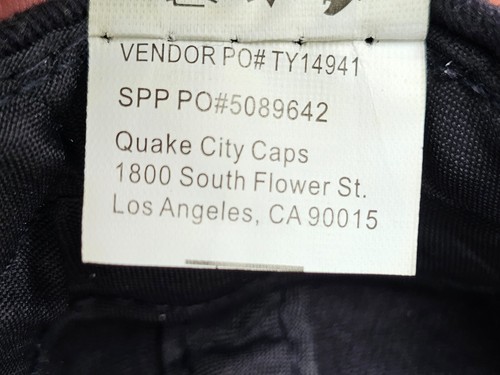 VENDOR PO# TY14941
SPP PO#5089642
Quake City Caps
1800 South Flower St.
Los Angeles, CA 90015